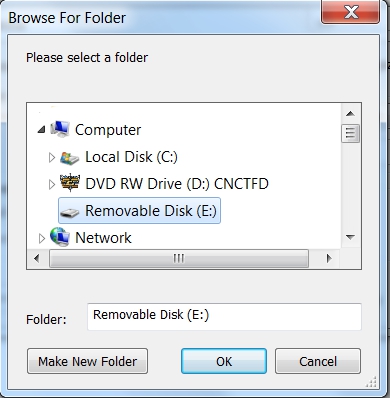 Browse For Folder
Please select a folder
Computer
Local Disk (C:)
DVD RW Drive (D:) CNCTFD
Removable Disk (E:)
Network
Folder: Removable Disk (E:)
Make New Folder OK Cancel